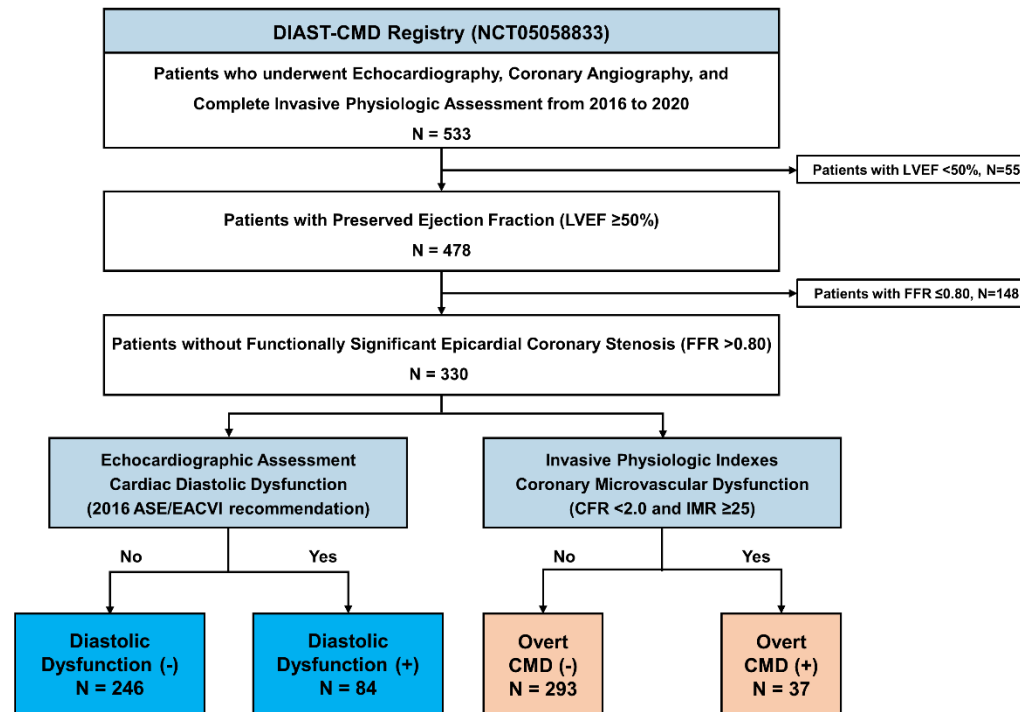 DIAST-CMD Registry (NCT05058833)
Patients who underwent Echocardiography, Coronary Angiography, and
Complete Invasive Physiologic Assessment from 2016 to 2020
N = 533
Patients with LVEF <50%, N=55
Patients with Preserved Ejection Fraction (LVEF ≥50%)
N = 478
Patients with FFR ≤0.80, N=148
Patients without Functionally Significant Epicardial Coronary Stenosis (FFR >0.80)
N = 330
Echocardiographic Assessment
Cardiac Diastolic Dysfunction
(2016 ASE/EACVI recommendation)
Invasive Physiologic Indexes
Coronary Microvascular Dysfunction
(CFR <2.0 and IMR ≥25)
No
Yes
No
Yes
Diastolic
Dysfunction (-)
N = 246
Diastolic
Dysfunction (+)
N = 84
Overt
CMD (-)
N = 293
Overt
CMD (+)
N = 37